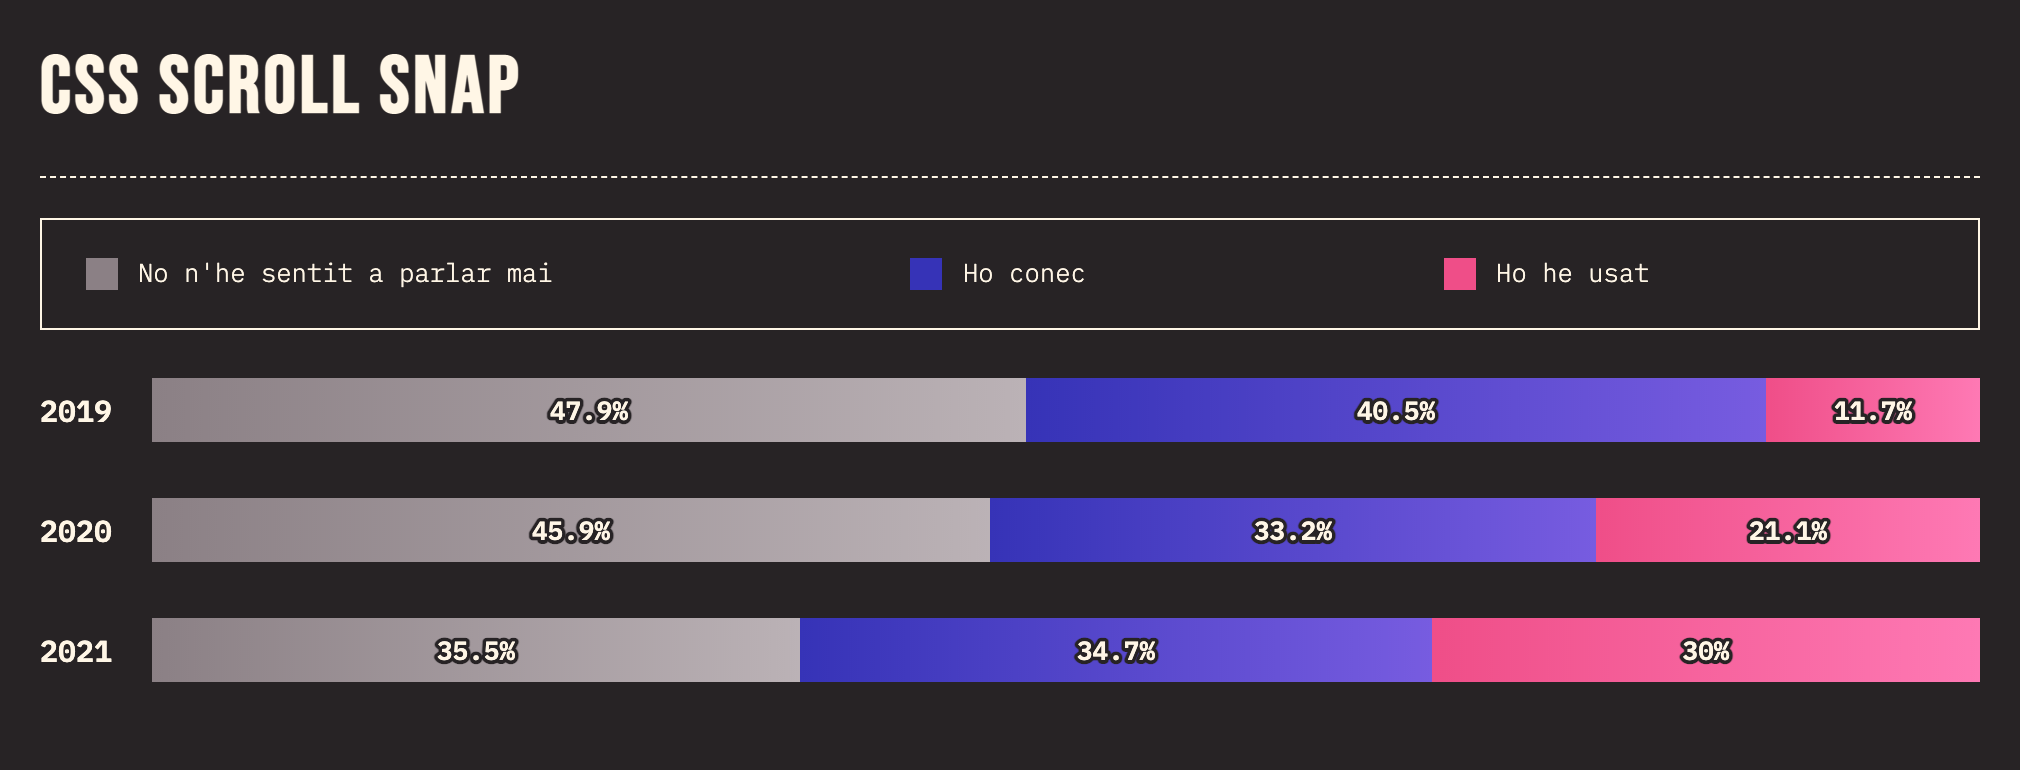 CSS SCROLL SNAP
No n'he sentit a parlar mai Ho conec Ho he usat
2019 47.9% 40.5% 11.7%
2020 45.9% 33.2% 21.1%
2021 35.5% 34.7% 30%